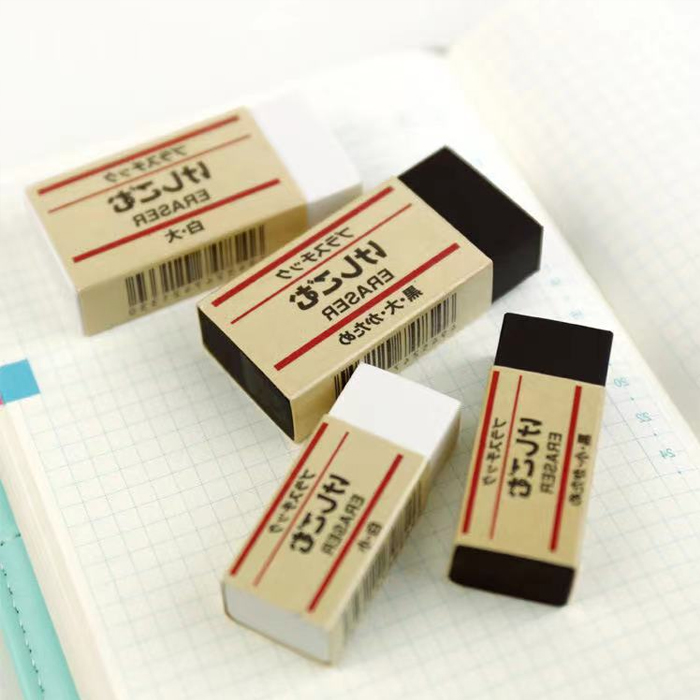 プラスチック
けしごむ
ERASER
白・大
プラスチック
けしごむ
ERASER
黒・大・かため
プラスチック
けしごむ
ERASER
白・小
プラスチック
けしごむ
ERASER
黒・小・かため
20
22
24